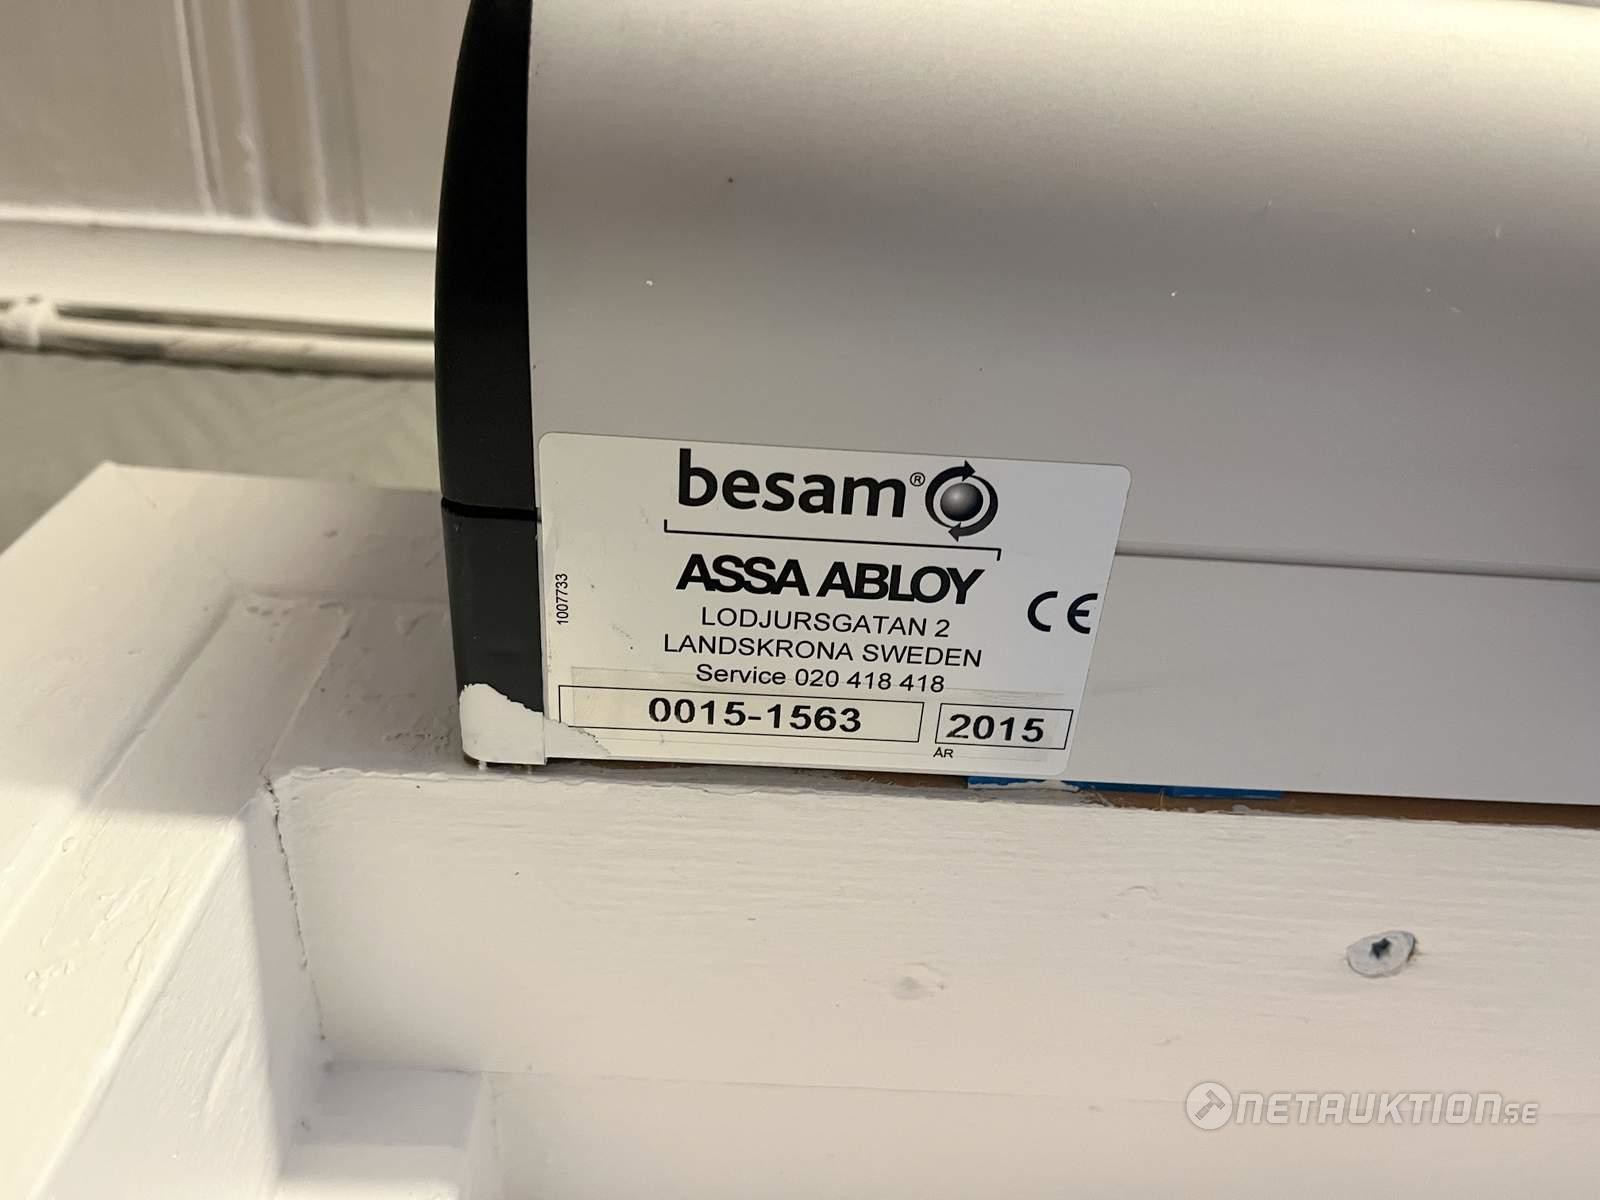 besam®
ASSA ABLOY
LODJURSGATAN 2
LANDSKRONA SWEDEN
Service 020 418 418
CE
1007733
0015-1563
2015
ÅR
NETAUKTION.SE